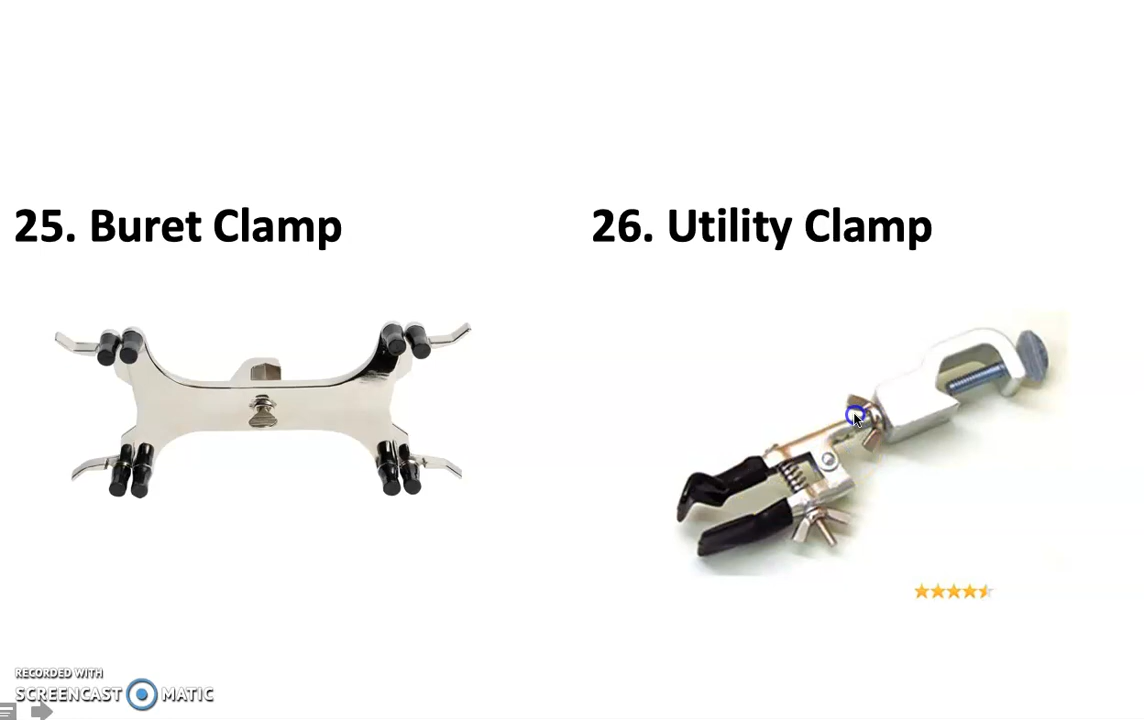 25. Buret Clamp
26. Utility Clamp
RECORDED WITH
SCREENCAST MATIC